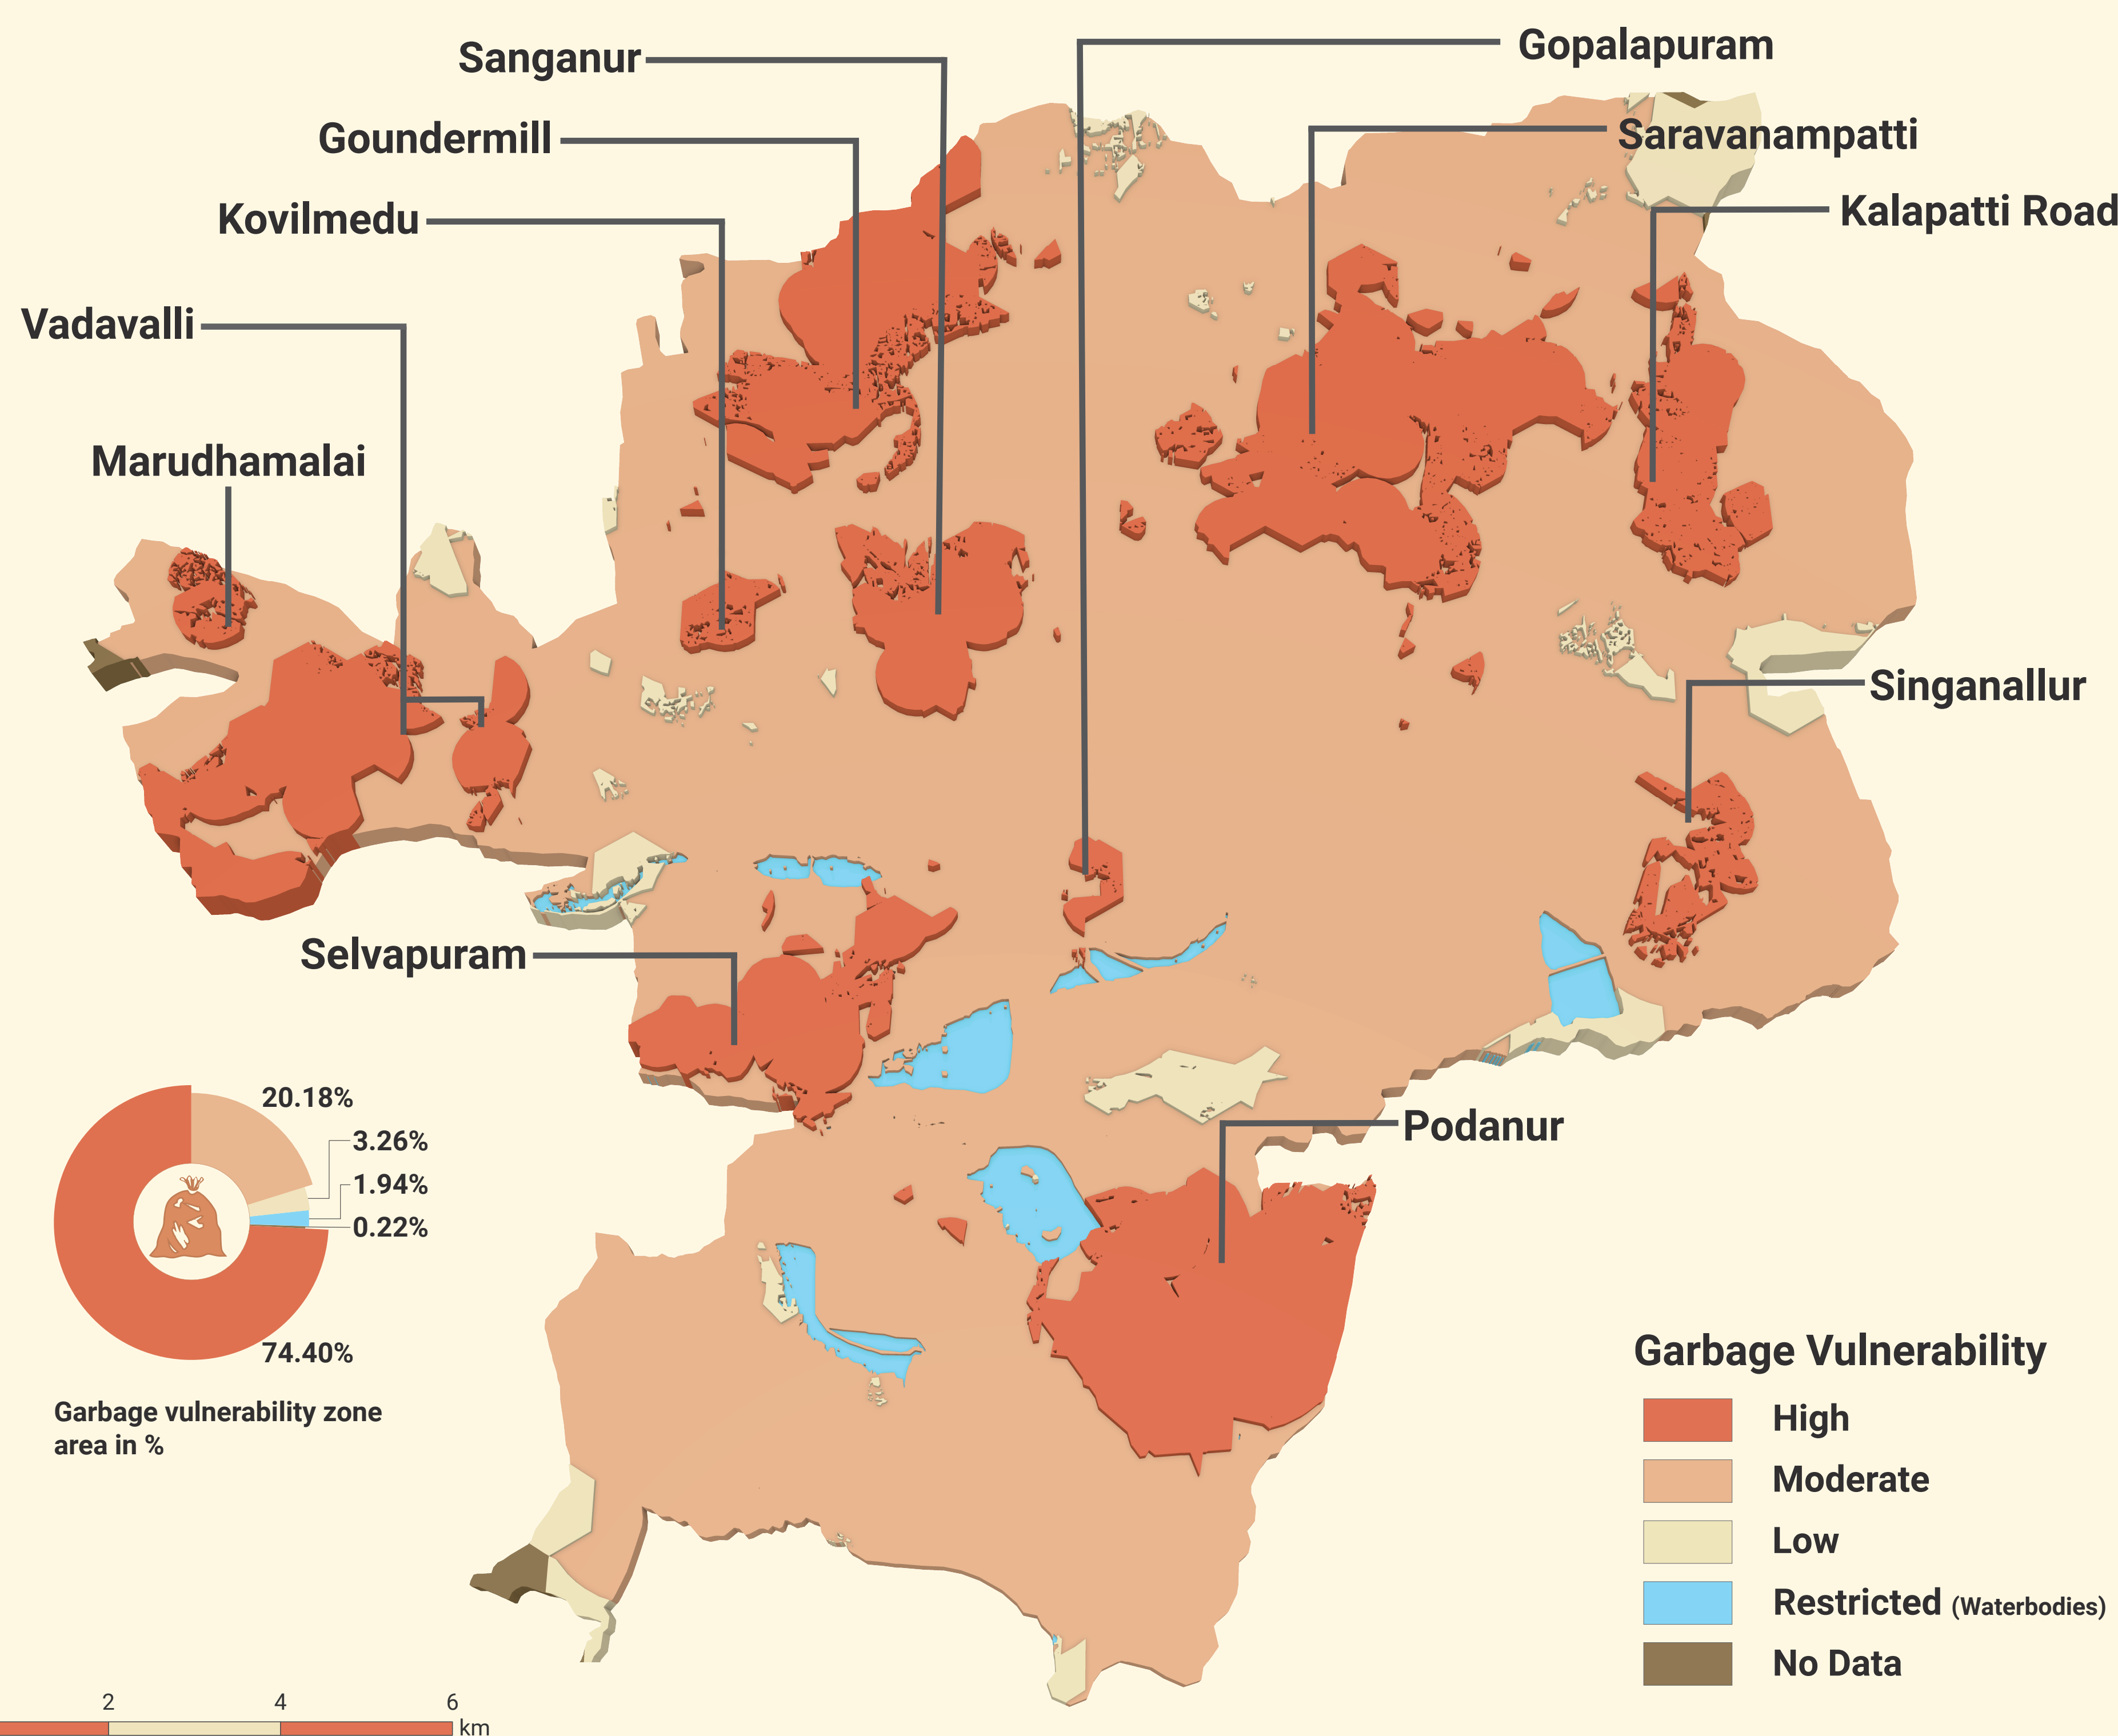 Sanganur
Gopalapuram
Goundermill
Saravanampatti
Kovilmedu
Kalapatti Road
Vadavalli
Marudhamalai
Singanallur
Selvapuram
Podanur
20.18%
3.26%
1.94%
0.22%
74.40%
Garbage vulnerability zone
area in %
Garbage Vulnerability
High
Moderate
Low
Restricted (Waterbodies)
No Data
2 4 6
km